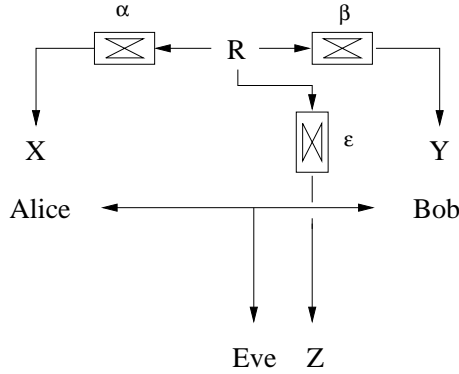 α β
R
ε
X Y
Alice Bob
Eve Z